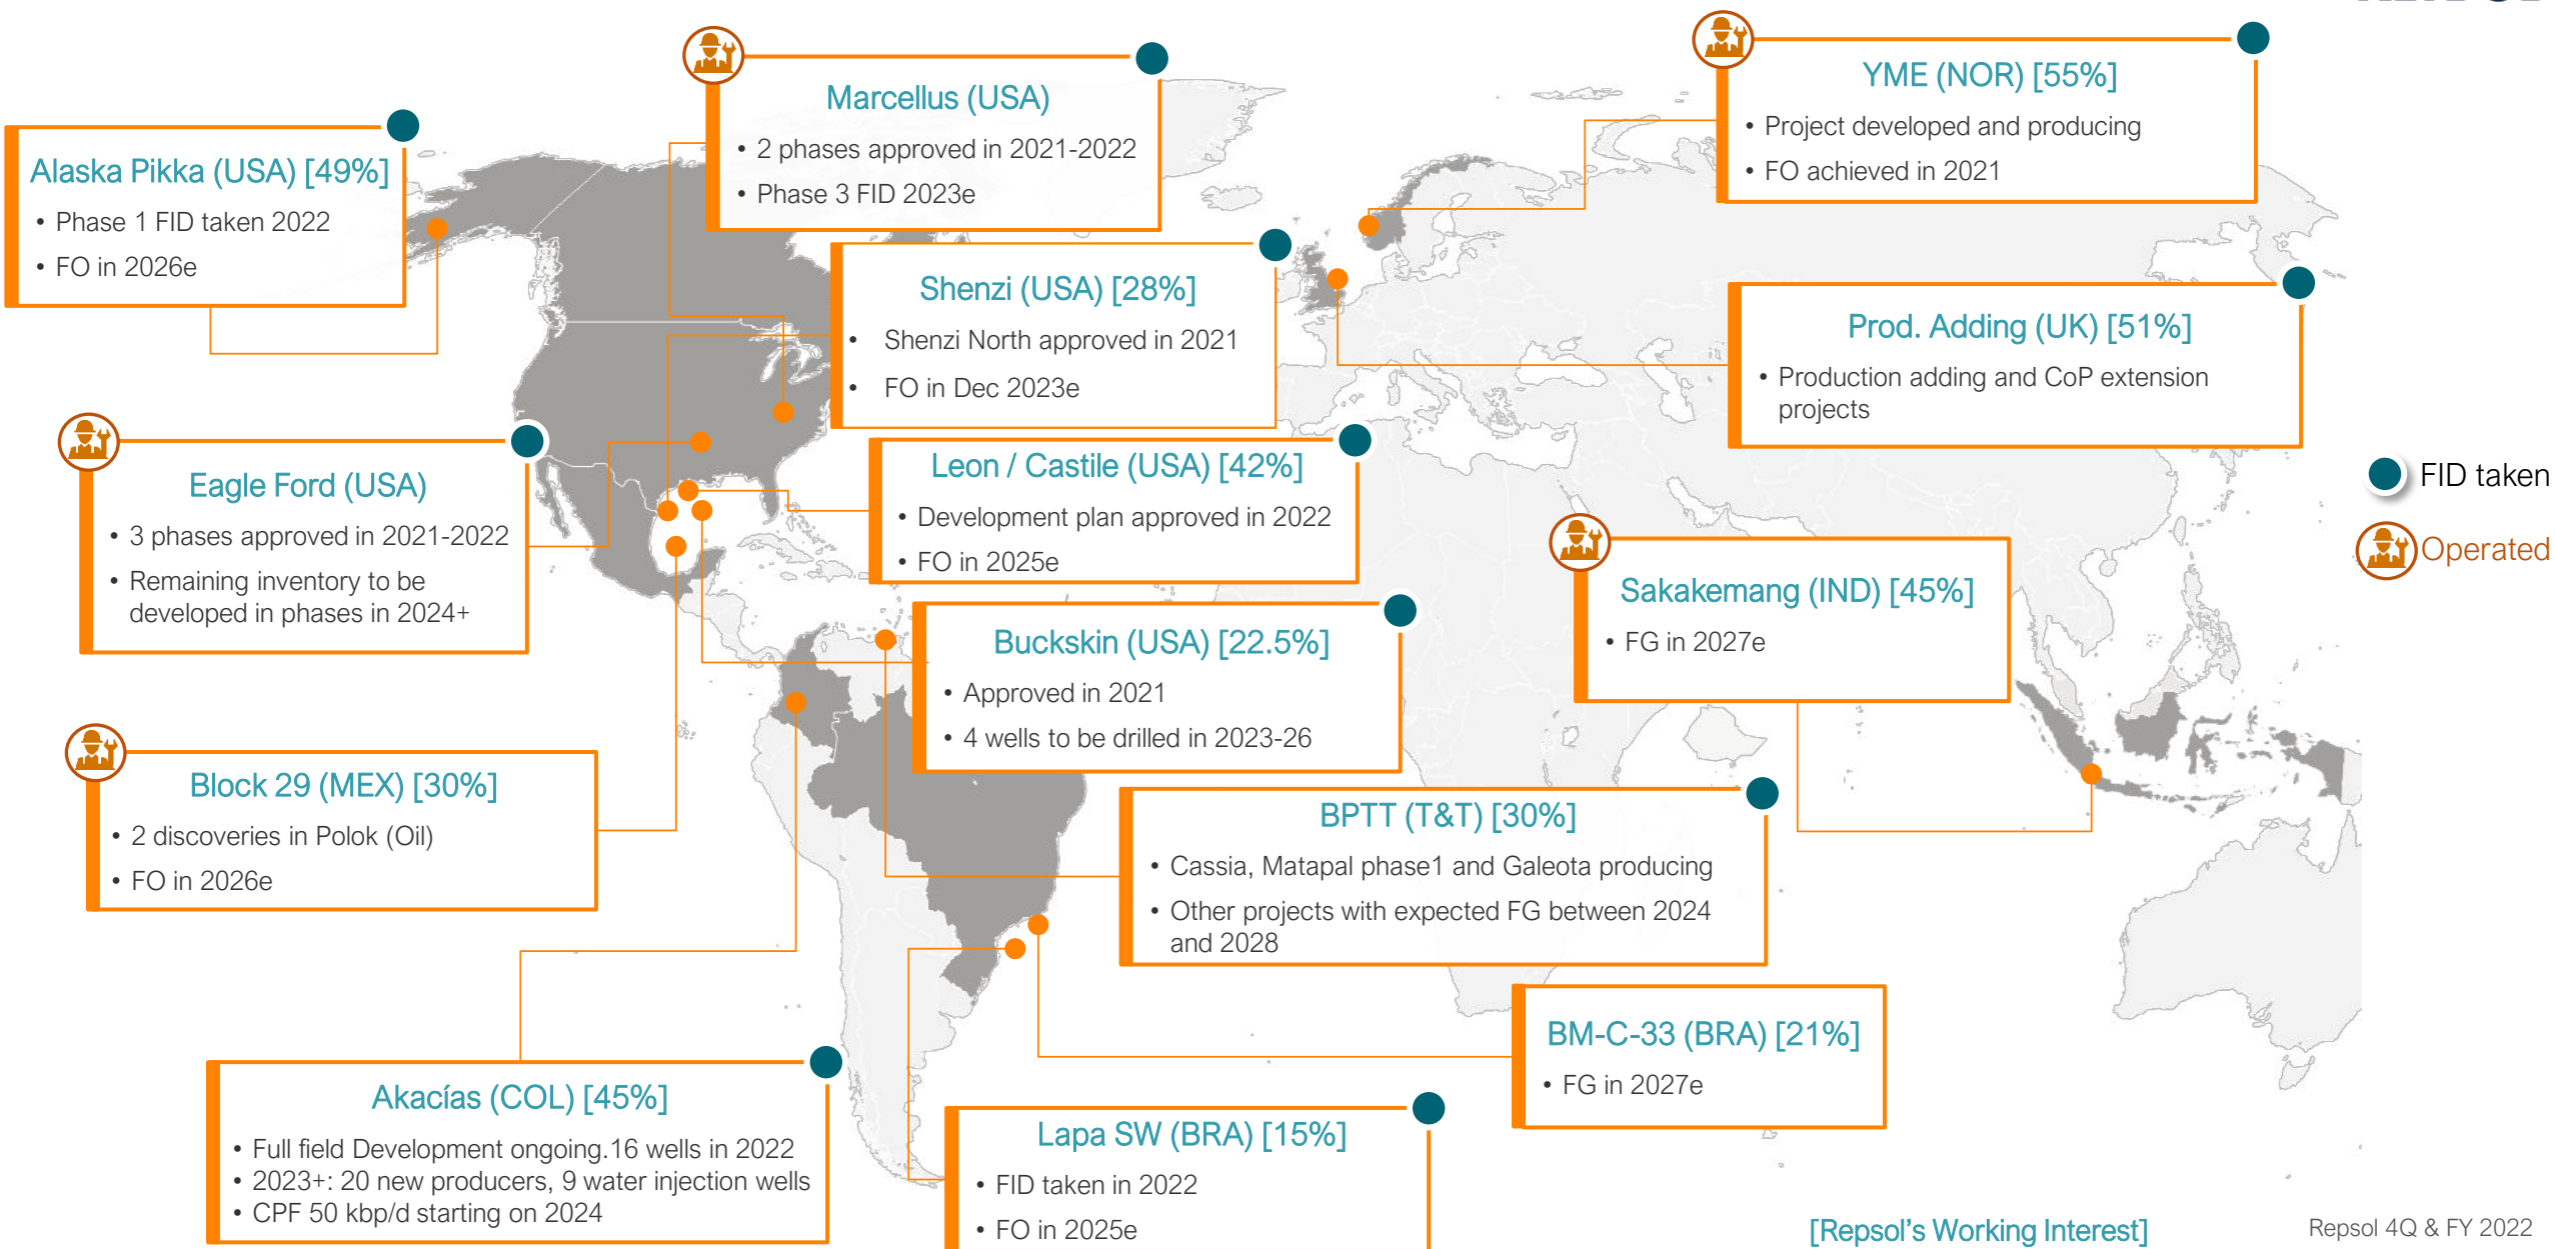 Alaska Pikka (USA) [49%]
• Phase 1 FID taken 2022
• FO in 2026e
Marcellus (USA)
• 2 phases approved in 2021-2022
• Phase 3 FID 2023e
YME (NOR) [55%]
• Project developed and producing
• FO achieved in 2021
Shenzi (USA) [28%]
• Shenzi North approved in 2021
• FO in Dec 2023e
Prod. Adding (UK) [51%]
• Production adding and CoP extension
projects
Eagle Ford (USA)
• 3 phases approved in 2021-2022
• Remaining inventory to be
developed in phases in 2024+
Leon / Castile (USA) [42%]
• Development plan approved in 2022
• FO in 2025e
FID taken
Operated
Buckskin (USA) [22.5%]
• Approved in 2021
• 4 wells to be drilled in 2023-26
Sakakemang (IND) [45%]
• FG in 2027e
Block 29 (MEX) [30%]
• 2 discoveries in Polok (Oil)
• FO in 2026e
BPTT (T&T) [30%]
• Cassia, Matapal phase1 and Galeota producing
• Other projects with expected FG between 2024
and 2028
BM-C-33 (BRA) [21%]
• FG in 2027e
Akacías (COL) [45%]
• Full field Development ongoing.16 wells in 2022
• 2023+: 20 new producers, 9 water injection wells
• CPF 50 kbp/d starting on 2024
Lapa SW (BRA) [15%]
• FID taken in 2022
• FO in 2025e
[Repsol's Working Interest]
Repsol 4Q & FY 2022